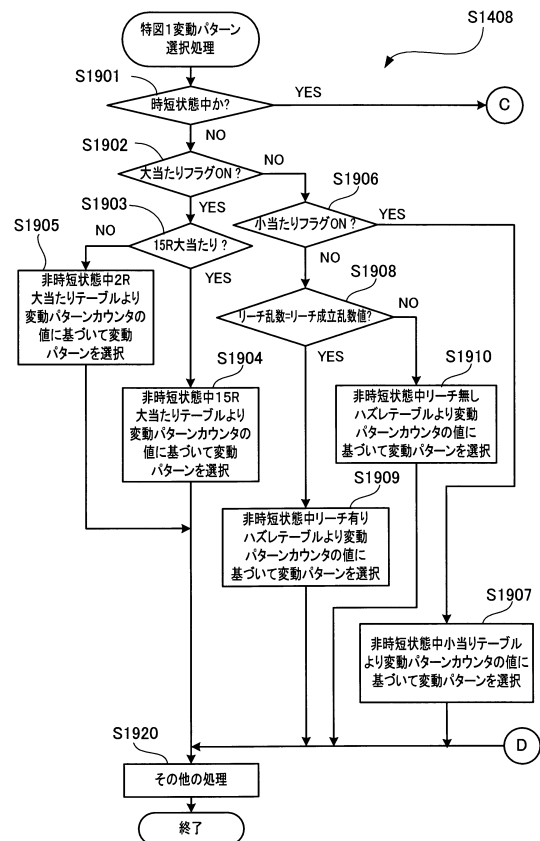 特図1変動パターン
選択処理
S1408
S1901
時短状態中か?
YES
C
NO
S1902
大当たりフラグON?
NO
YES
S1903
15R大当たり?
NO
YES
S1905
非時短状態中2R
大当たりテーブルより
変動パターンカウンタの
値に基づいて変動
パターンを選択
S1904
非時短状態中15R
大当たりテーブルより
変動パターンカウンタの
値に基づいて変動
パターンを選択
S1906
小当たりフラグON?
YES
NO
S1908
リーチ乱数=リーチ成立乱数値?
NO
YES
S1910
非時短状態中リーチ無し
ハズレテーブルより変動
パターンカウンタの値に
基づいて変動パターンを選択
S1909
非時短状態中リーチ有り
ハズレテーブルより変動
パターンカウンタの値に
基づいて変動パターンを選択
S1907
非時短状態中小当りテーブル
より変動パターンカウンタの値に
基づいて変動パターンを選択
D
S1920
その他の処理
終了